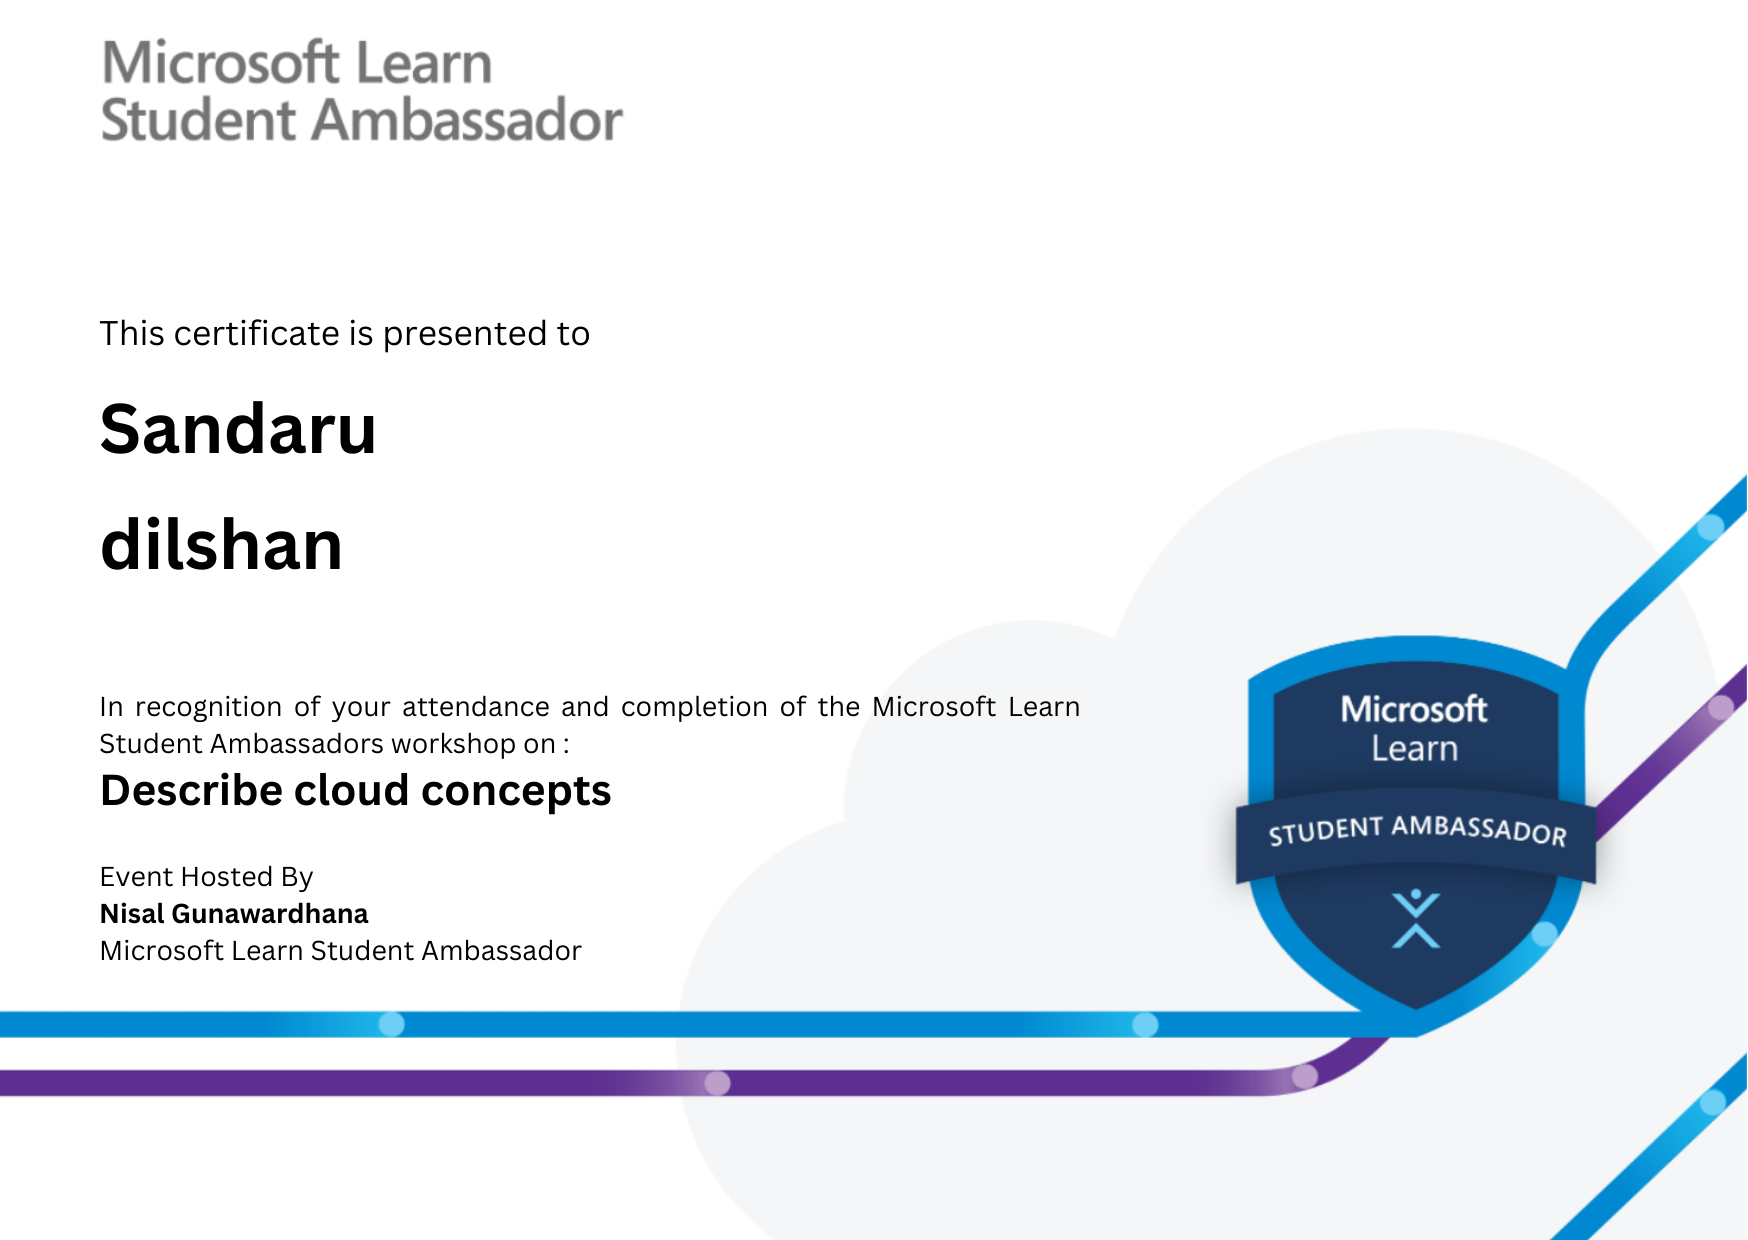 Microsoft Learn
Student Ambassador
This certificate is presented to
Sandaru
dilshan
In recognition of your attendance and completion of the Microsoft Learn
Student Ambassadors workshop on :
Describe cloud concepts
Event Hosted By
Nisal Gunawardhana
Microsoft Learn Student Ambassador
Microsoft
Learn
STUDENT AMBASSADOR